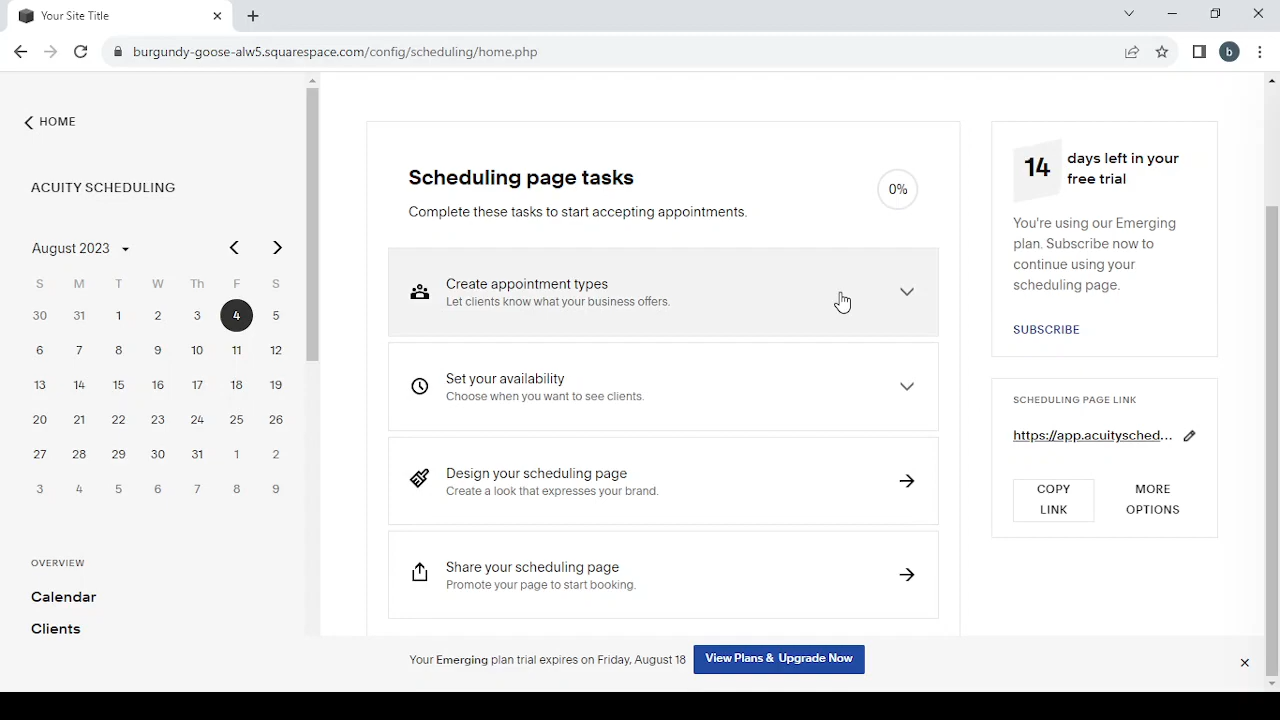 Your Site Title
burgundy-goose-alw5.squarespace.com/config/scheduling/home.php
b
HOME
ACUITY SCHEDULING
August 2023
S M T W Th F S
30 31 1 2 3 4 5
6 7 8 9 10 11 12
13 14 15 16 17 18 19
20 21 22 23 24 25 26
27 28 29 30 31 1 2
3 4 5 6 7 8 9
OVERVIEW
Calendar
Clients
Scheduling page tasks
Complete these tasks to start accepting appointments.
0%
Create appointment types
Let clients know what your business offers.
Set your availability
Choose when you want to see clients.
Design your scheduling page
Create a look that expresses your brand.
Share your scheduling page
Promote your page to start booking.
14 days left in your
free trial
You're using our Emerging
plan. Subscribe now to
continue using your
scheduling page.
SUBSCRIBE
SCHEDULING PAGE LINK
https://app.acuitysched...
COPY
LINK
MORE
OPTIONS
Your Emerging plan trial expires on Friday, August 18
View Plans & Upgrade Now